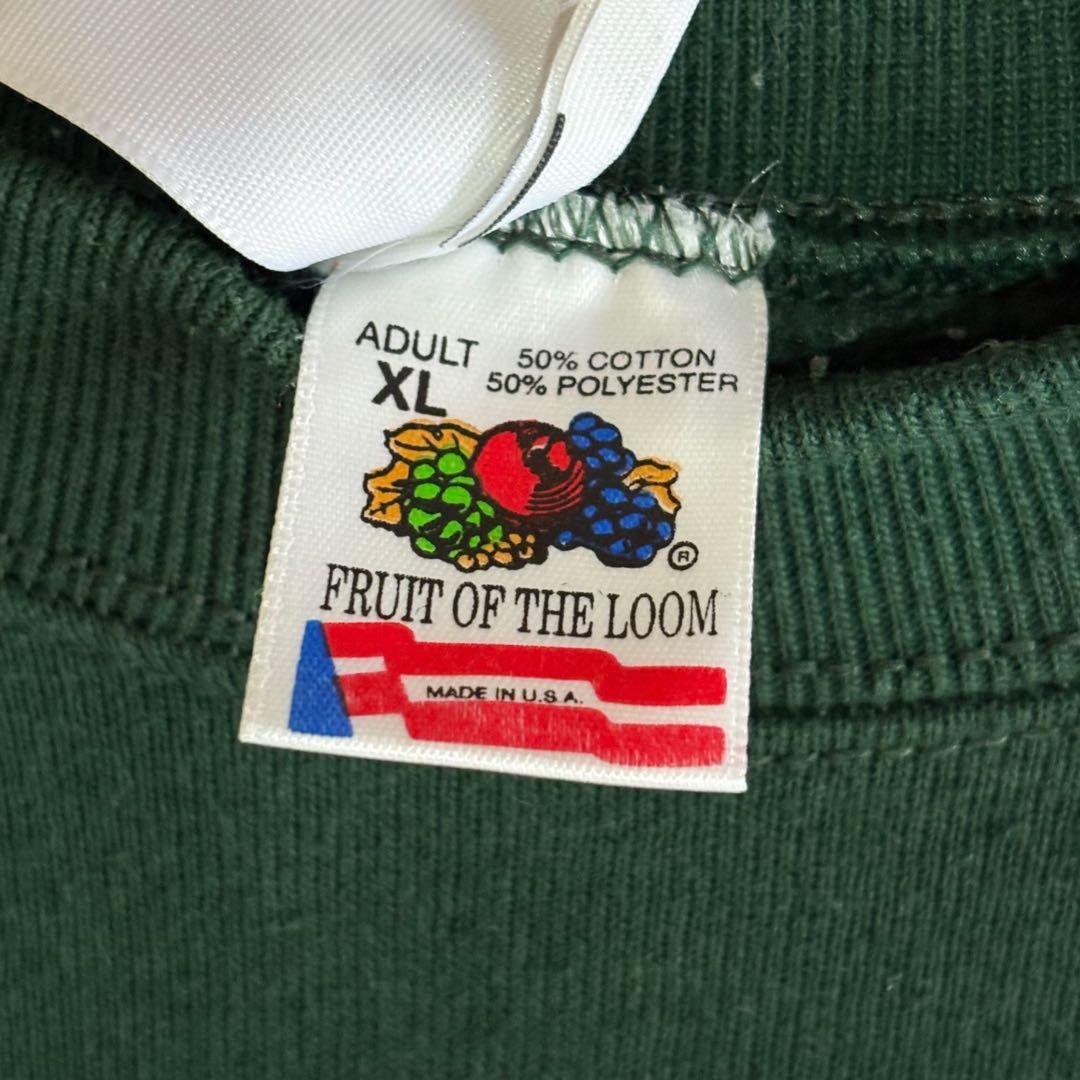 ADULT
XL
50% COTTON
50% POLYESTER
®
FRUIT OF THE LOOM
MADE IN U.S.A.